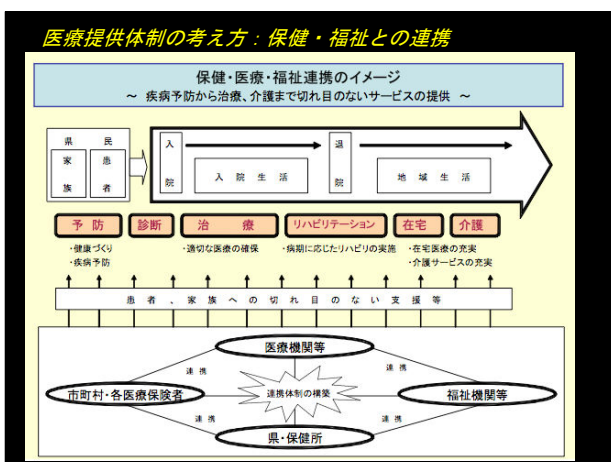 医療提供体制の考え方：保健・福祉との連携
保健・医療・福祉連携のイメージ
～ 疾病予防から治療、介護まで切れ目のないサービスの提供 ～
県民
家族
患者
入院
入院生活
退院
地域生活
予防
診断
治療
リハビリテーション
在宅
介護
・健康づくり
・疾病予防
・適切な医療の確保
・病期に応じたリハビリの実施
・在宅医療の充実
・介護サービスの充実
患者、家族への切れ目のない支援等
医療機関等
連携
連携
市町村・各医療保険者
連携体制の構築
福祉機関等
連携
連携
県・保健所